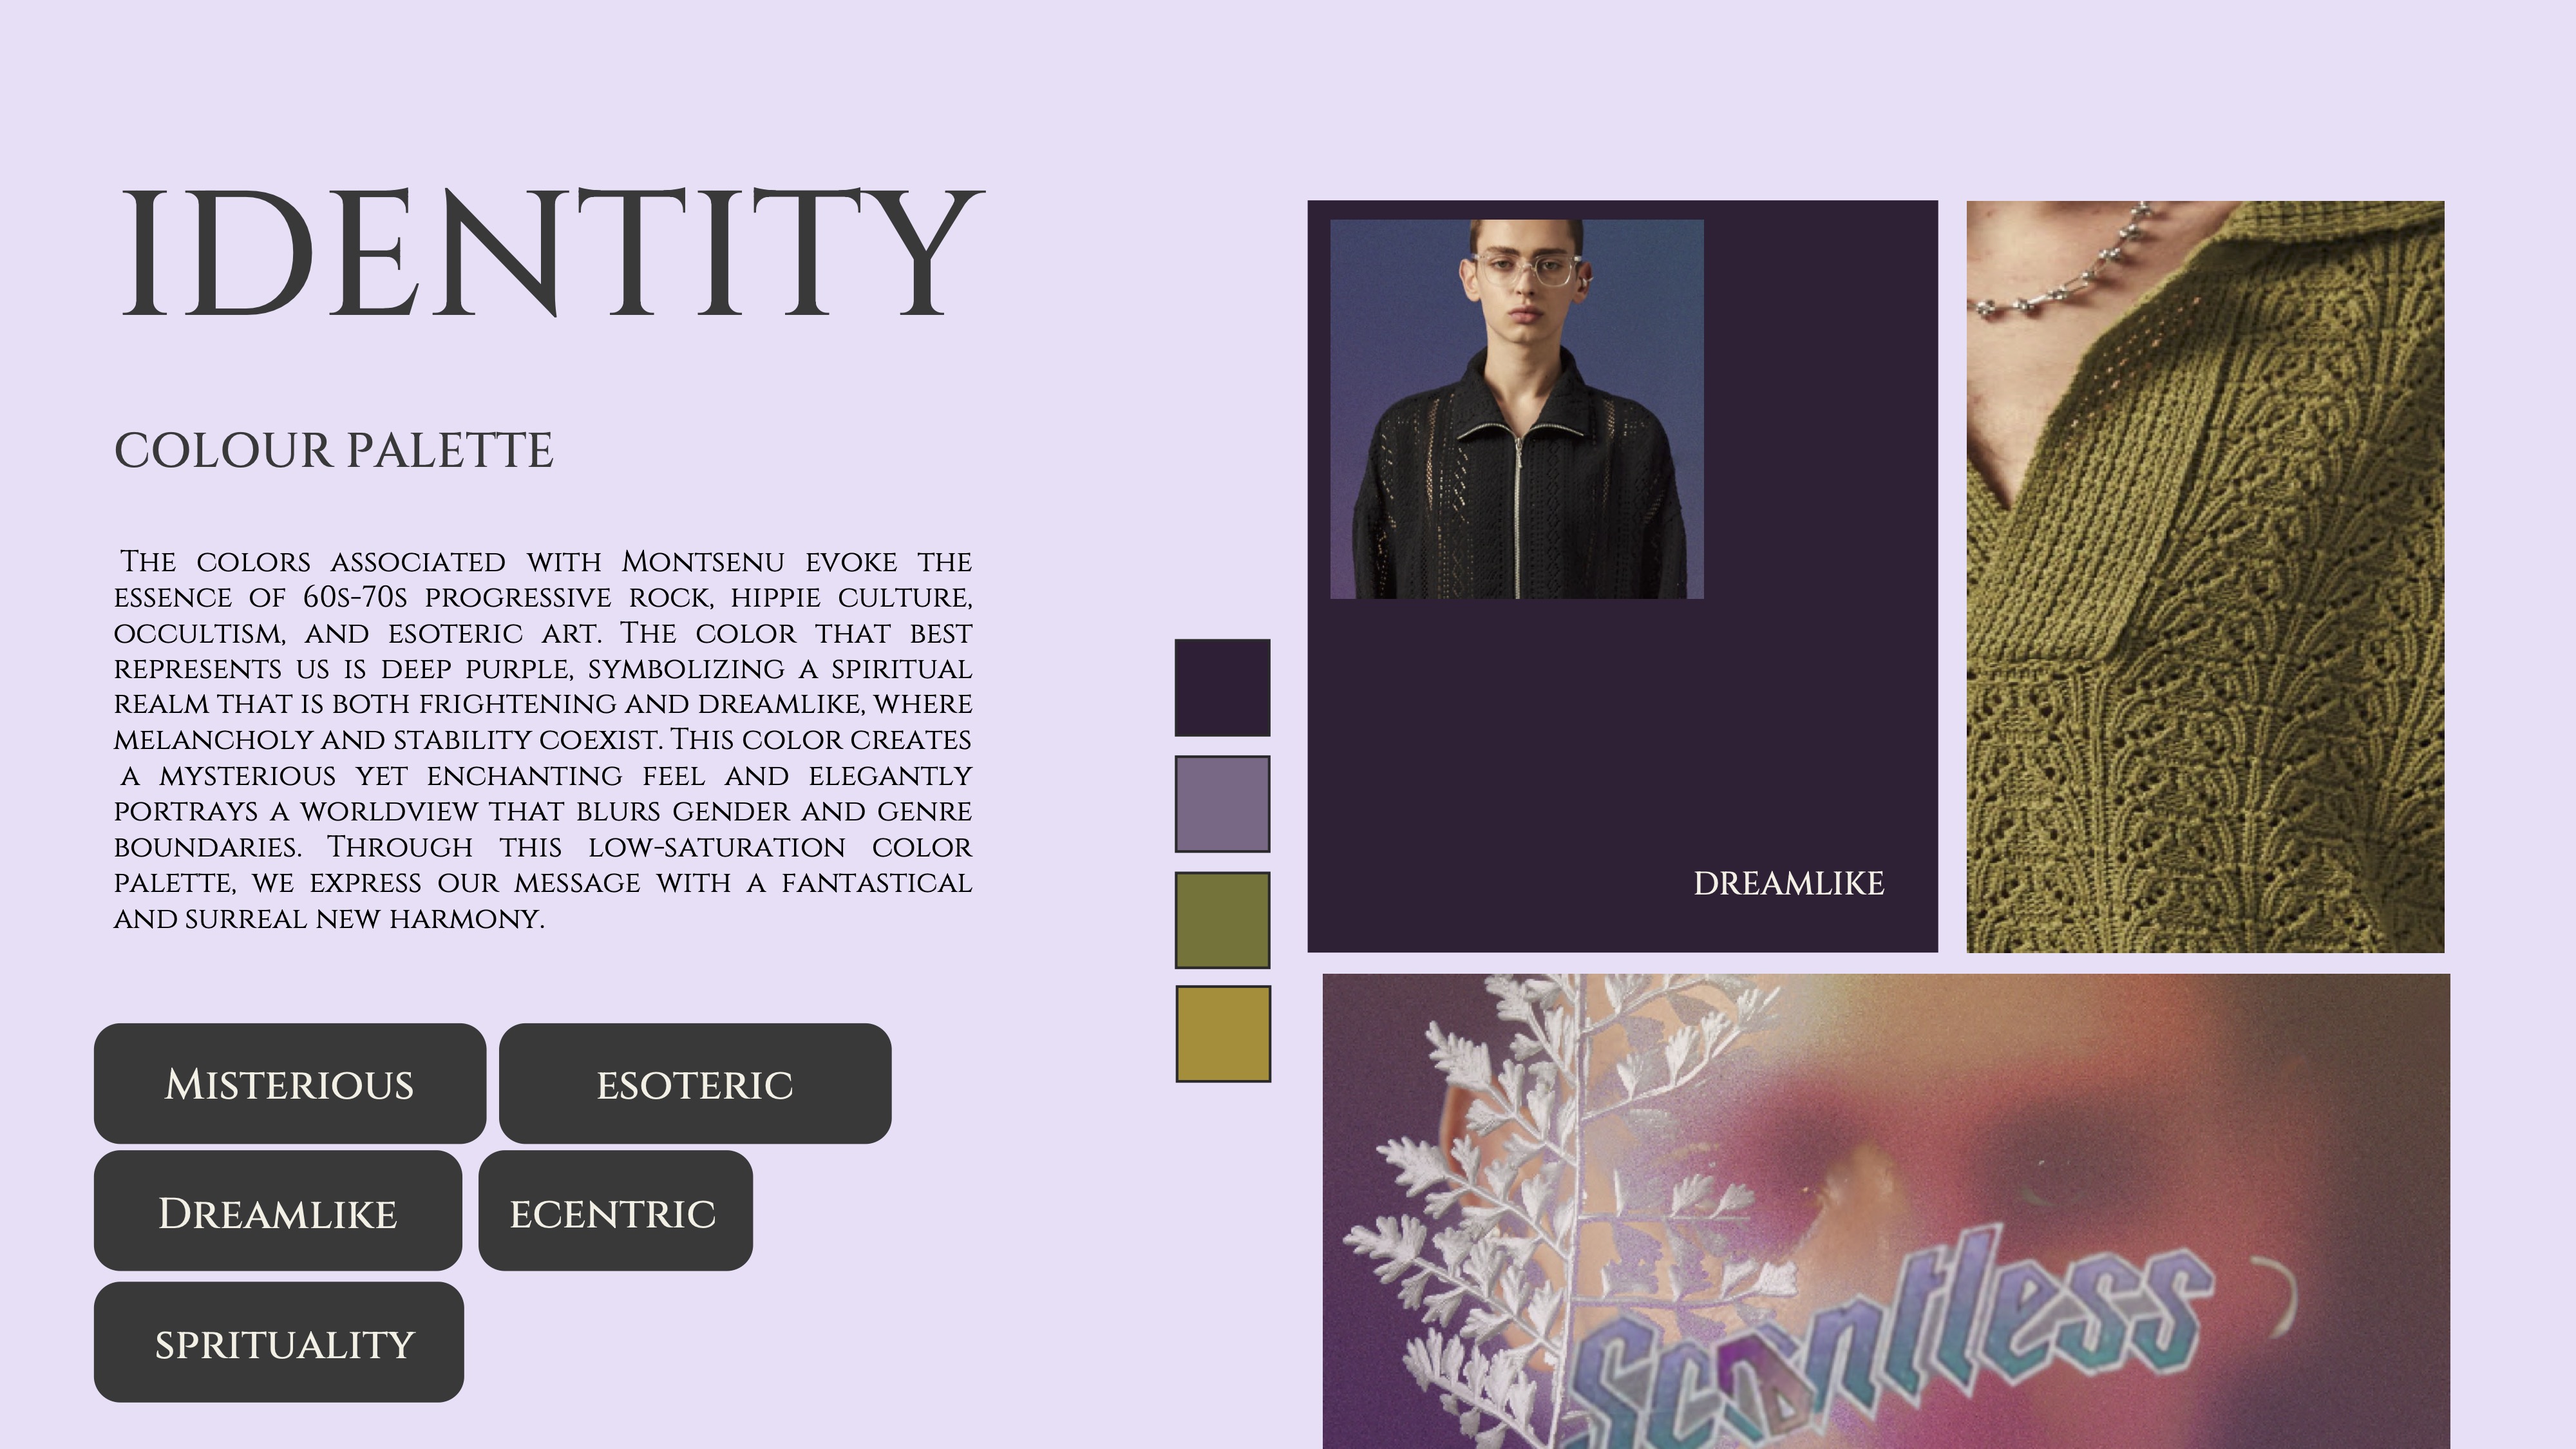 IDENTITY
COLOUR PALETTE
The colors associated with Montsenu evoke the
essence of 60s-70s progressive rock, hippie culture,
occultism, and esoteric art. The color that best
represents us is deep purple, symbolizing a spiritual
realm that is both frightening and dreamlike, where
melancholy and stability coexist. This color creates
a mysterious yet enchanting feel and elegantly
portrays a worldview that blurs gender and genre
boundaries. Through this low-saturation color
palette, we express our message with a fantastical
and surreal new harmony.
Misterious
esoteric
Dreamlike
ecentric
sprituality
DREAMLIKE